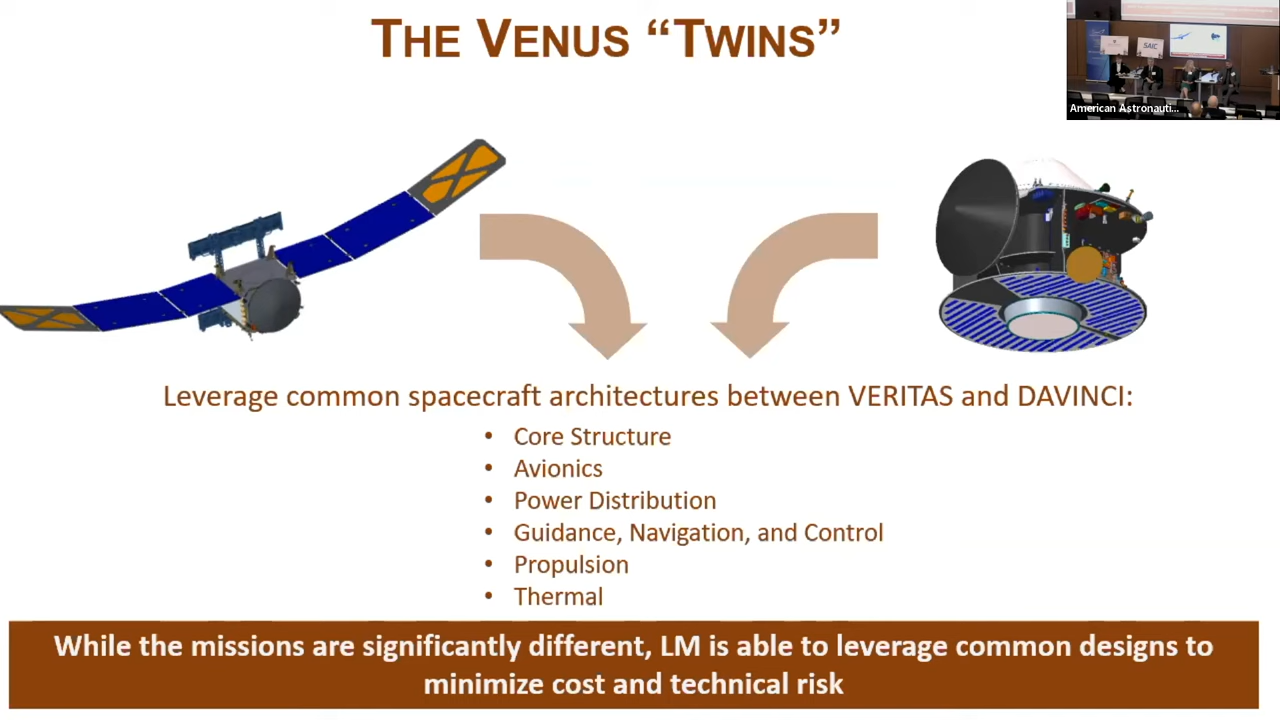 THE VENUS “TWINS”
SAIC
American Astronauti...
Leverage common spacecraft architectures between VERITAS and DAVINCI:
• Core Structure
• Avionics
• Power Distribution
• Guidance, Navigation, and Control
• Propulsion
• Thermal
While the missions are significantly different, LM is able to leverage common designs to
minimize cost and technical risk